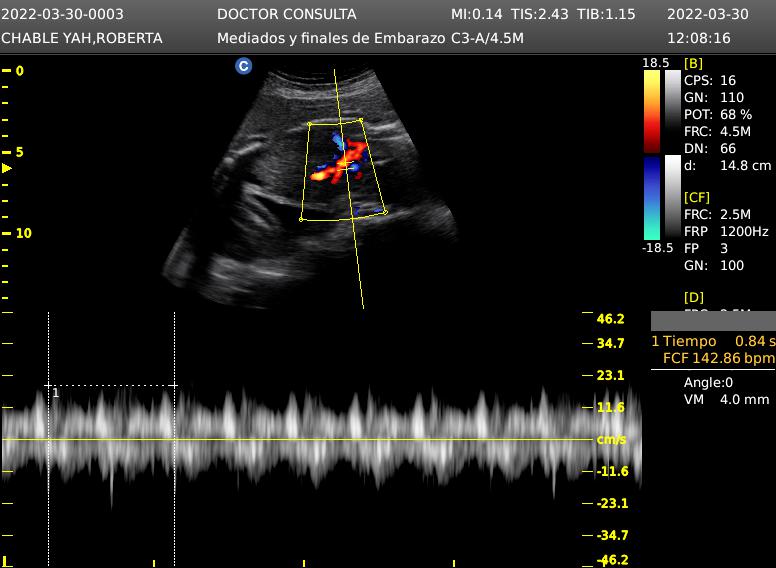 2022-03-30-0003 DOCTOR CONSULTA MI:0.14 TIS:2.43 TIB:1.15 2022-03-30
CHABLE YAH,ROBERTA Mediados y finales de Embarazo C3-A/4.5M 12:08:16
C
0
5
10
18.5
-18.5
[B]
CPS: 16
GN: 110
POT: 68 %
FRC: 4.5M
DN: 66
d: 14.8 cm
[CF]
FRC: 2.5M
FRP 1200Hz
FP 3
GN: 100
[D]
1 Tiempo 0.84 s
FCF 142.86 bpm
Angle:0
VM 4.0 mm
1
46.2
34.7
23.1
11.6
cm/s
-11.6
-23.1
-34.7
-46.2